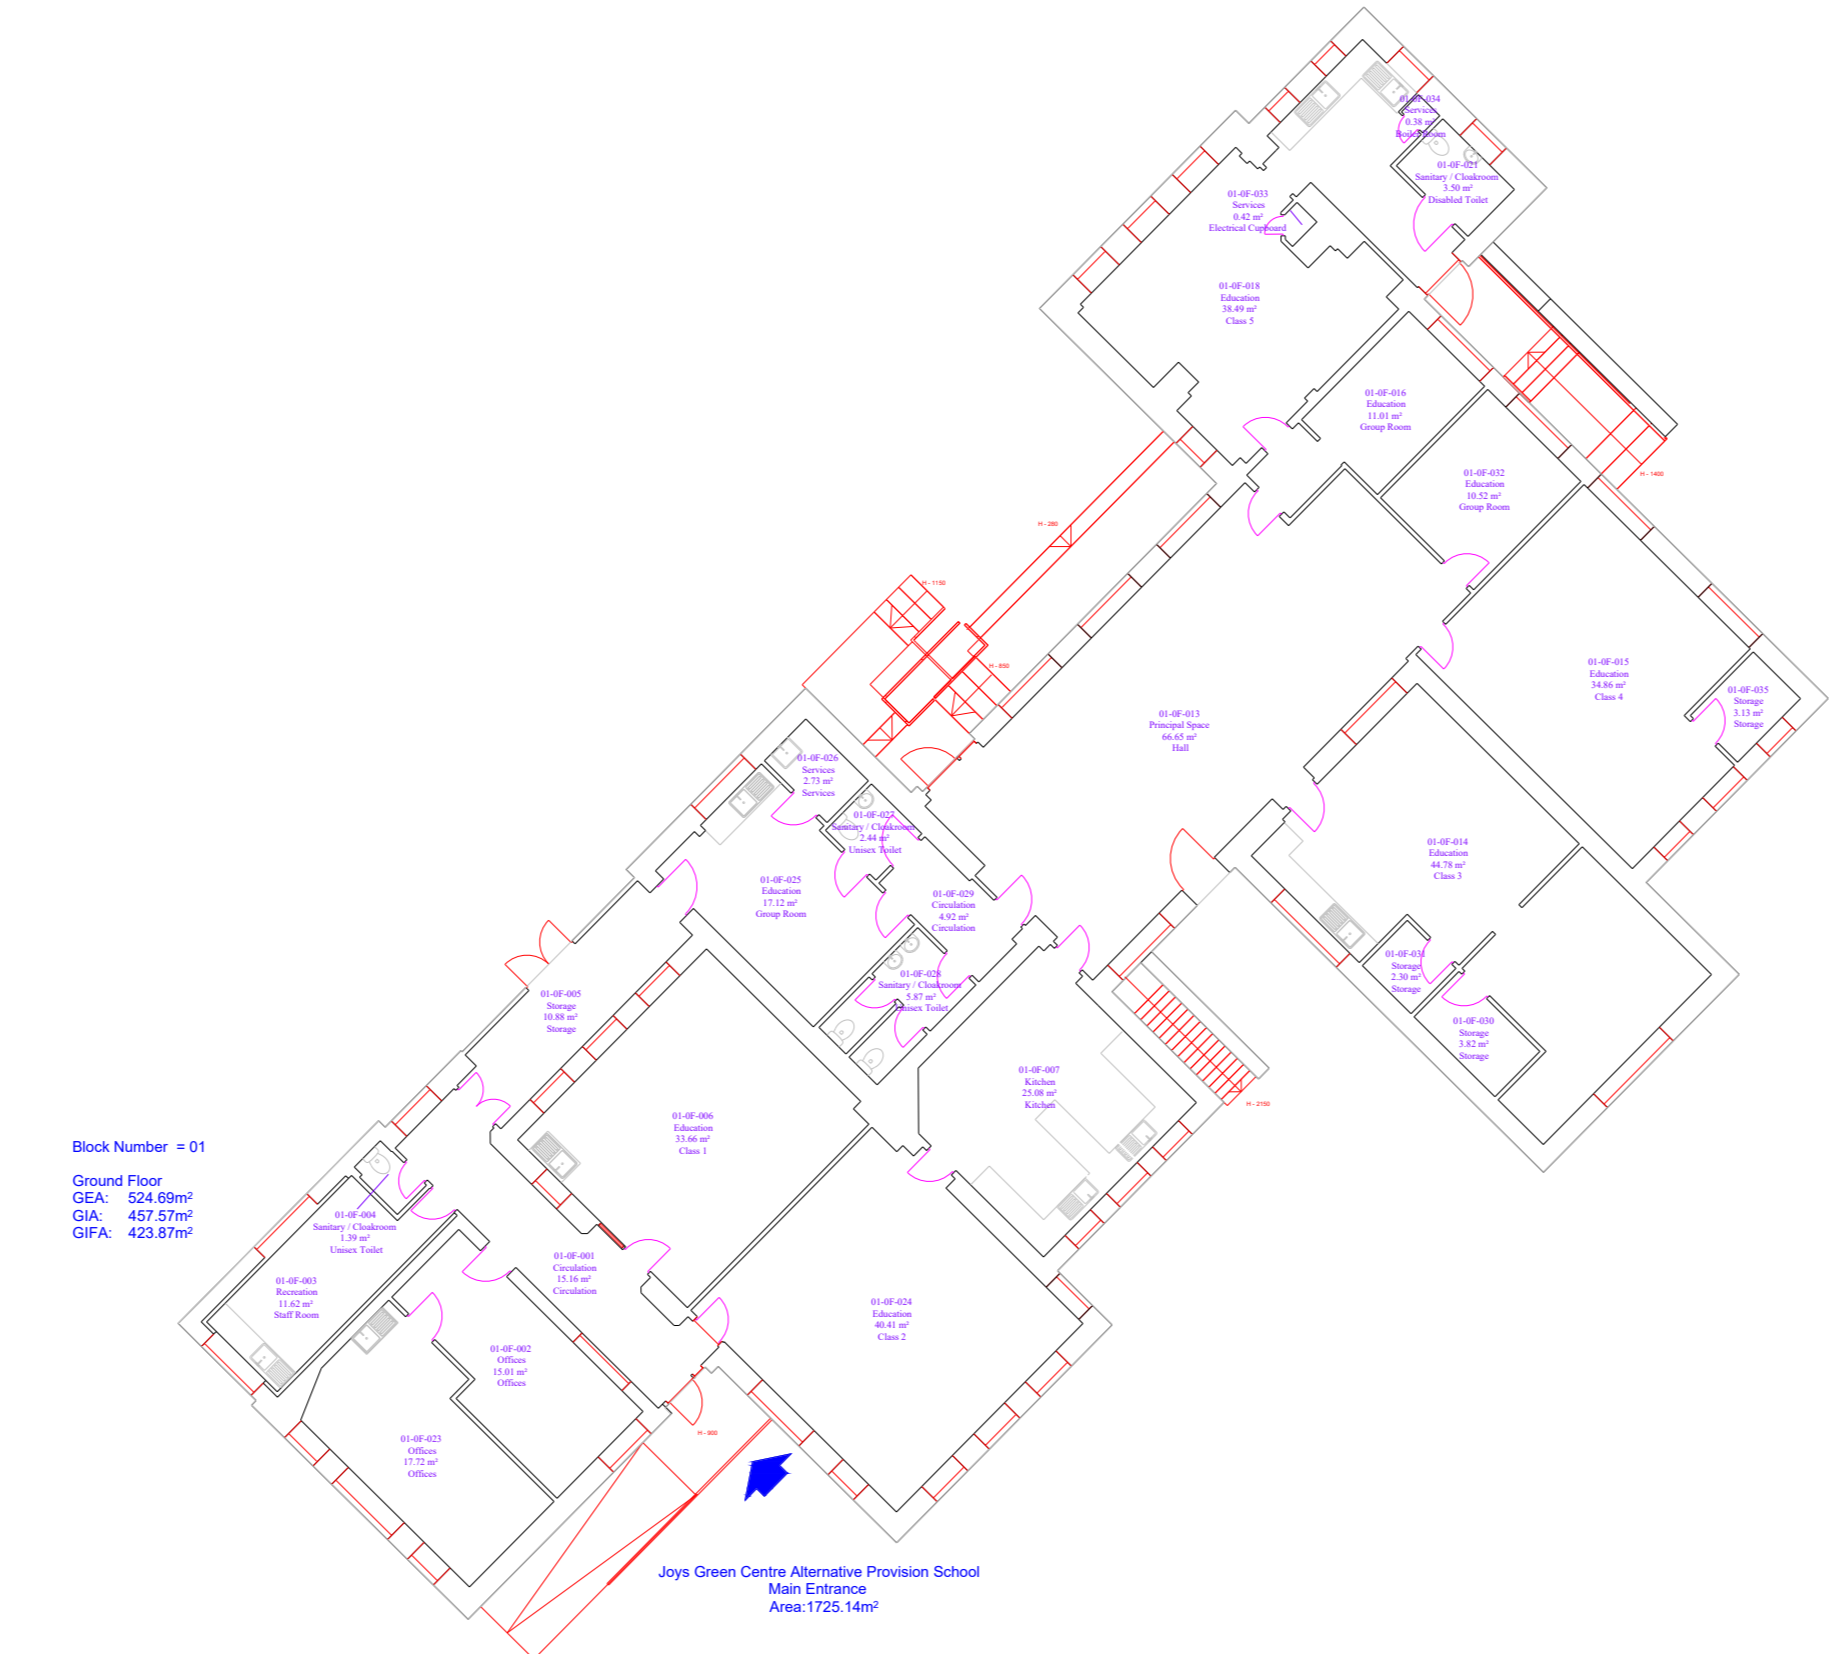 01-0F-034
Services
0.38 m²
Boiler Room
01-0F-021
Sanitary / Cloakroom
3.50 m²
Disabled Toilet
01-0F-033
Services
0.42 m²
Electrical Cupboard
01-0F-018
Education
38.49 m²
Class 5
01-0F-016
Education
11.01 m²
Group Room
01-0F-032
Education
10.52 m²
Group Room
H - 1400
H - 280
H - 1150
H - 850
01-0F-015
Education
34.86 m²
Class 4
01-0F-035
Storage
3.13 m²
Storage
01-0F-013
Principal Space
66.65 m²
Hall
01-0F-026
Services
2.73 m²
Services
01-0F-027
Sanitary / Cloakroom
2.44 m²
Unisex Toilet
01-0F-014
Education
44.78 m²
Class 3
01-0F-025
Education
17.12 m²
Group Room
01-0F-029
Circulation
4.92 m²
Circulation
01-0F-031
Storage
2.30 m²
Storage
01-0F-028
Sanitary / Cloakroom
5.87 m²
Unisex Toilet
01-0F-005
Storage
10.88 m²
Storage
01-0F-030
Storage
3.82 m²
Storage
01-0F-007
Kitchen
25.08 m²
Kitchen
H - 2150
01-0F-006
Education
33.66 m²
Class 1
Block Number = 01
Ground Floor
GEA: 524.69m²
GIA: 457.57m²
GIFA: 423.87m²
01-0F-004
Sanitary / Cloakroom
1.39 m²
Unisex Toilet
01-0F-001
Circulation
15.16 m²
Circulation
01-0F-003
Recreation
11.62 m²
Staff Room
01-0F-024
Education
40.41 m²
Class 2
01-0F-002
Offices
15.01 m²
Offices
01-0F-023
Offices
17.72 m²
Offices
H - 900
Joys Green Centre Alternative Provision School
Main Entrance
Area:1725.14m²